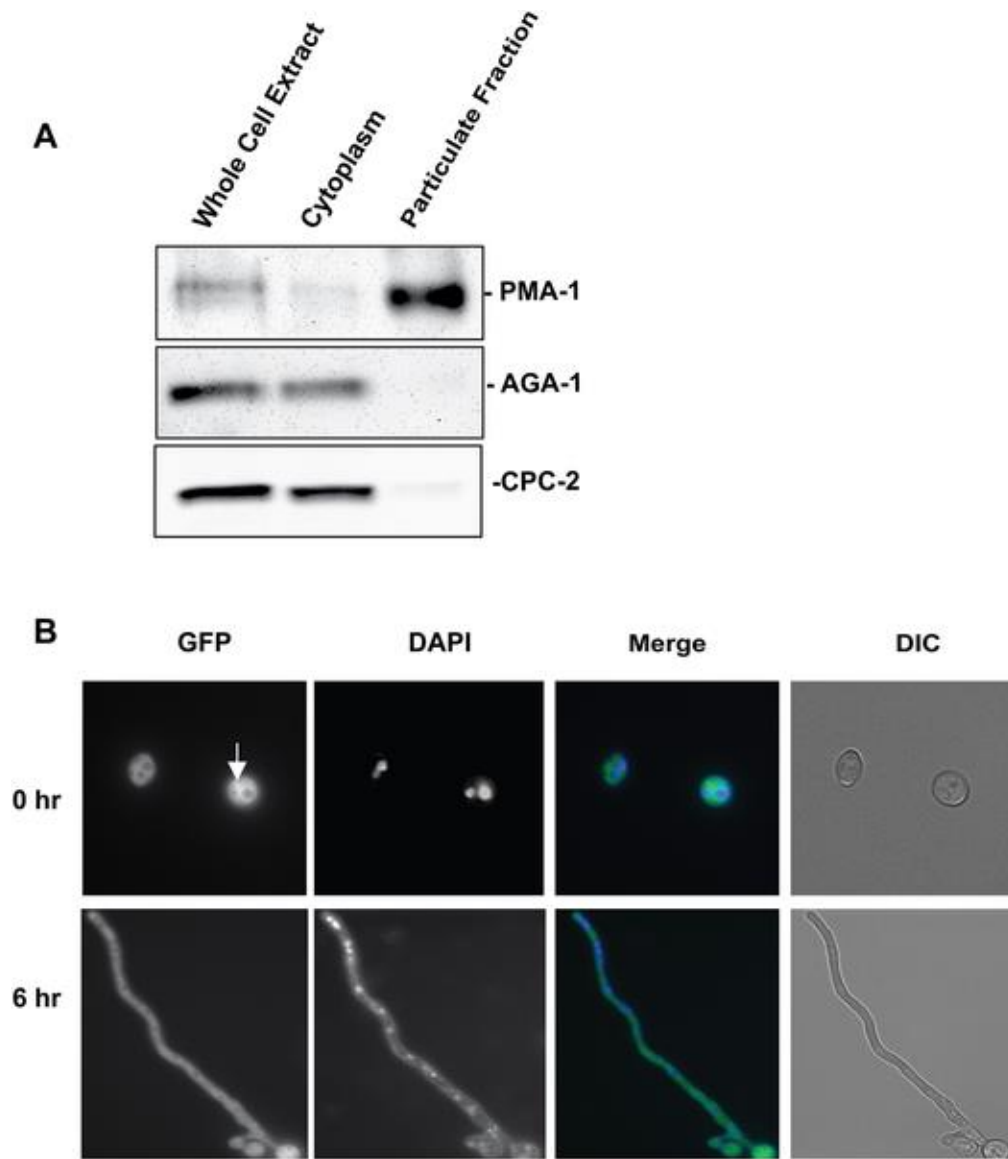 A
Whole Cell Extract
Cytoplasm
Particulate Fraction
- PMA-1
- AGA-1
-CPC-2
B
GFP DAPI Merge DIC
0 hr
6 hr